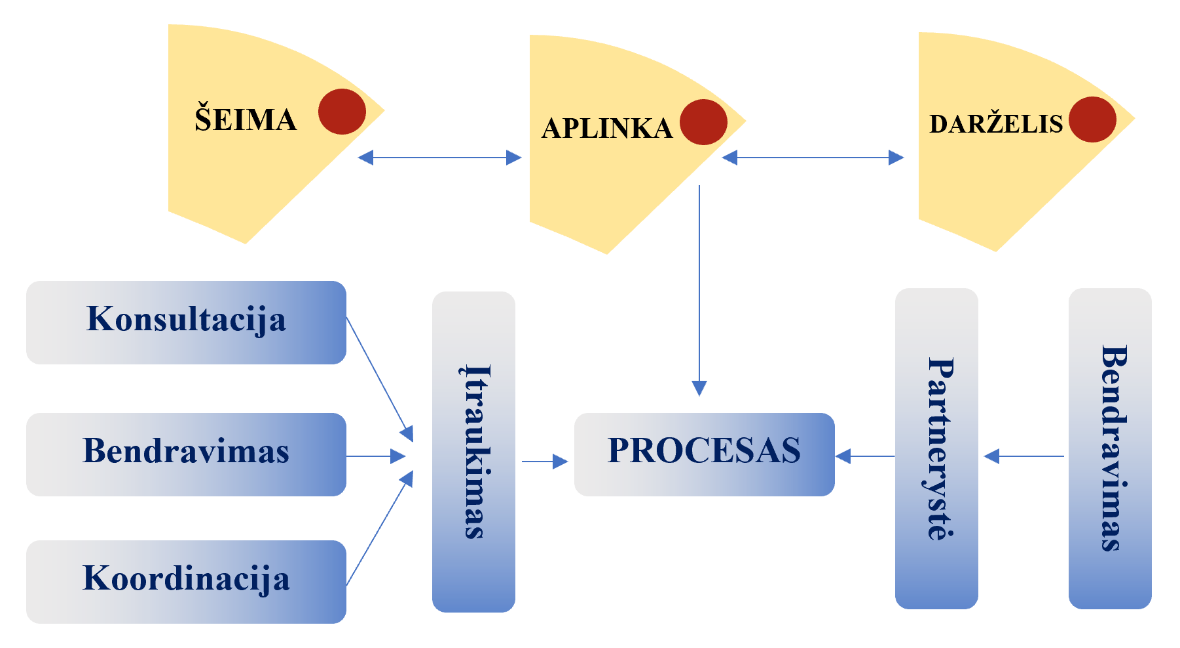 ŠEIMA
APLINKA
DARŽELIS
Konsultacija
Bendravimas
Koordinacija
Įtraukimas
PROCESAS
Partnerystė
Bendravimas